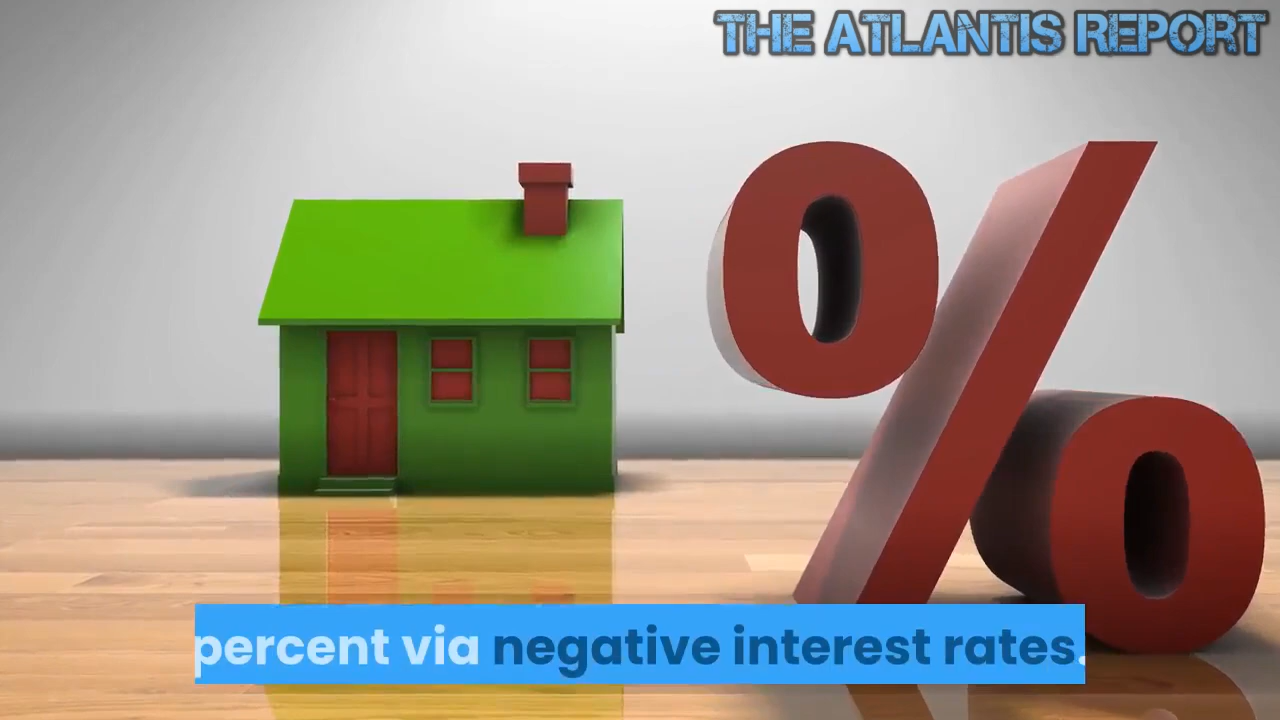 THE ATLANTIS REPORT
%
percent via negative interest rates.